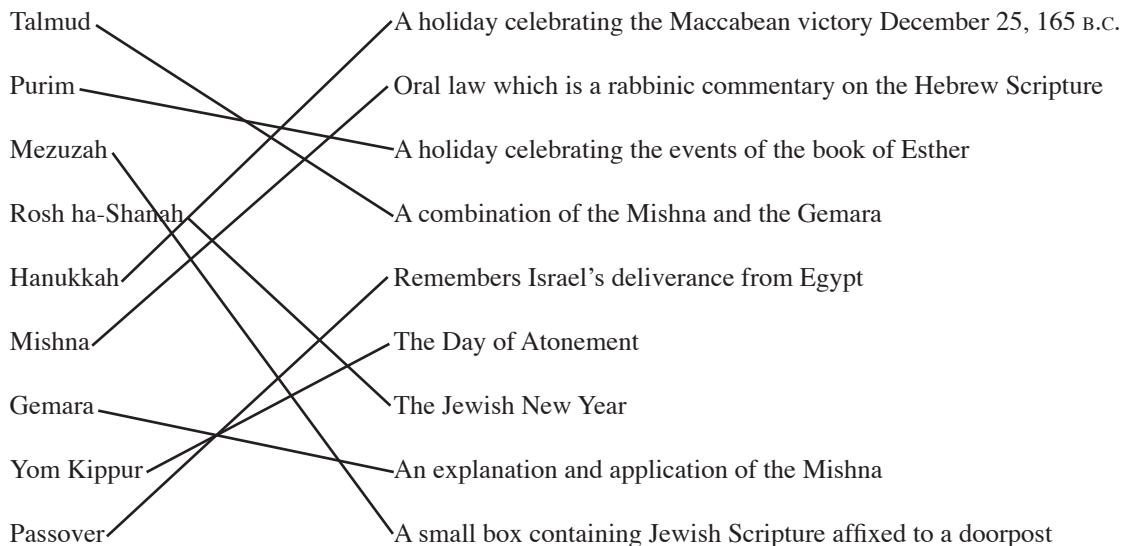 Talmud A holiday celebrating the Maccabean victory December 25, 165 B.C.
Purim Oral law which is a rabbinic commentary on the Hebrew Scripture
Mezuzah A holiday celebrating the events of the book of Esther
Rosh ha-Shanah A combination of the Mishna and the Gemara
Hanukkah Remembers Israel’s deliverance from Egypt
Mishna The Day of Atonement
Gemara The Jewish New Year
Yom Kippur An explanation and application of the Mishna
Passover A small box containing Jewish Scripture affixed to a doorpost